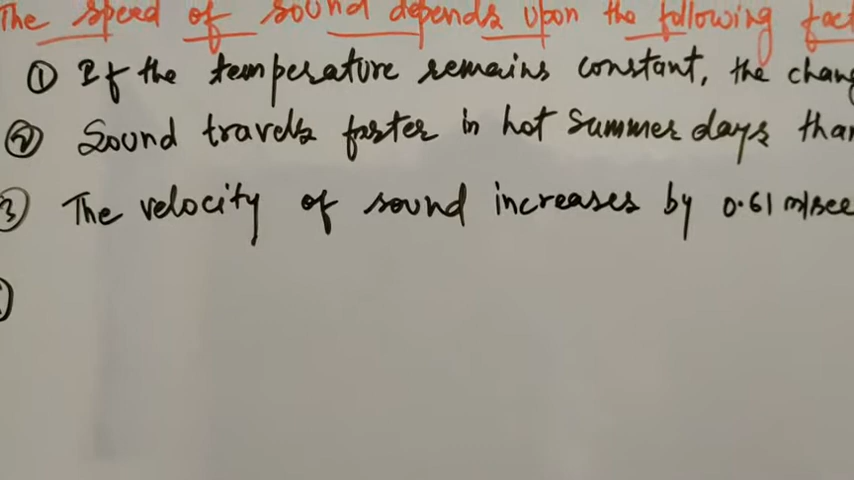 The speed of sound depends upon the following fact
① If the temperature remains constant, the chang
② Sound travels faster in hot summer days than
③ The velocity of sound increases by 0.61 m/sec